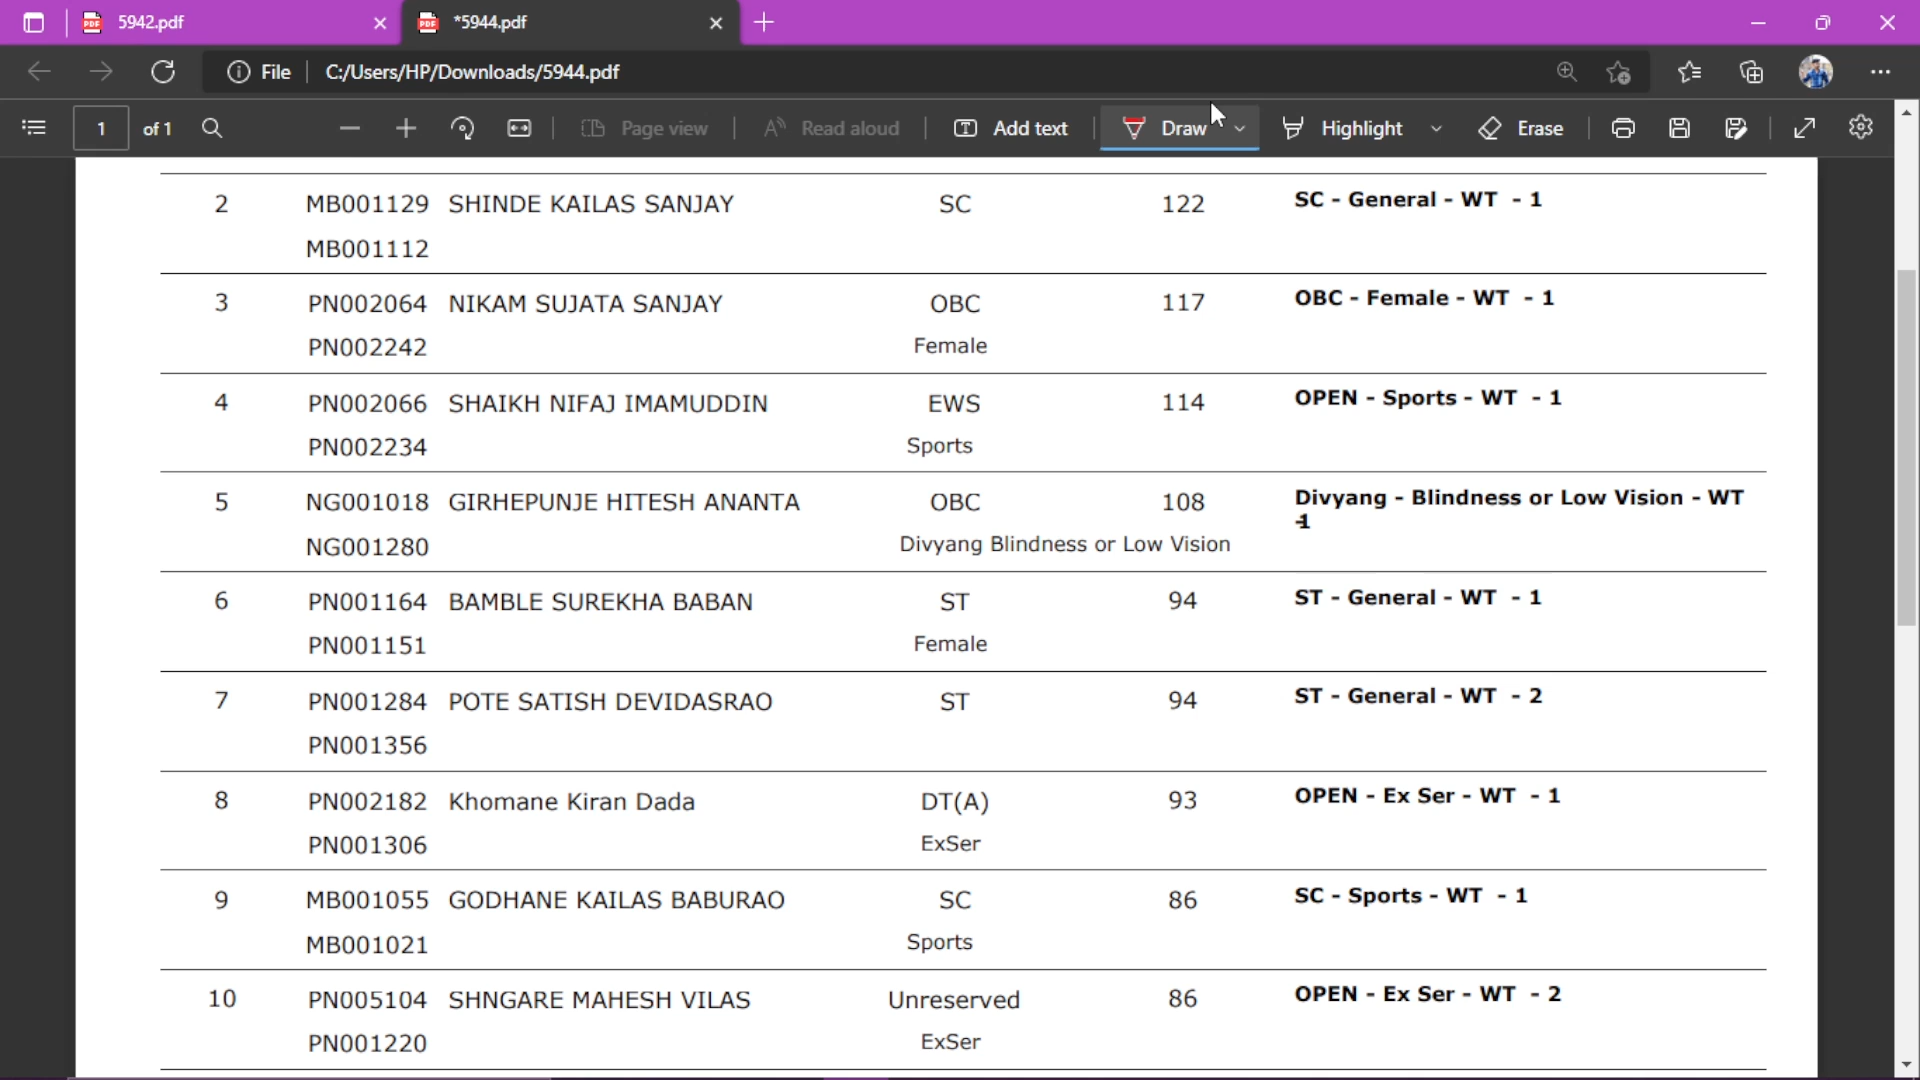 5942.pdf
*5944.pdf
File C:/Users/HP/Downloads/5944.pdf
1 of 1 Page view Read aloud Add text Draw Highlight Erase
2 MB001129 SHINDE KAILAS SANJAY SC 122 SC - General - WT - 1
MB001112
3 PN002064 NIKAM SUJATA SANJAY OBC 117 OBC - Female - WT - 1
PN002242 Female
4 PN002066 SHAIKH NIFAJ IMAMUDDIN EWS 114 OPEN - Sports - WT - 1
PN002234 Sports
5 NG001018 GIRHEPUNJE HITESH ANANTA OBC 108 Divyang - Blindness or Low Vision - WT
-1
NG001280 Divyang Blindness or Low Vision
6 PN001164 BAMBLE SUREKHA BABAN ST 94 ST - General - WT - 1
PN001151 Female
7 PN001284 POTE SATISH DEVIDASRAO ST 94 ST - General - WT - 2
PN001356
8 PN002182 Khomane Kiran Dada DT(A) 93 OPEN - Ex Ser - WT - 1
PN001306 ExSer
9 MB001055 GODHANE KAILAS BABURAO SC 86 SC - Sports - WT - 1
MB001021 Sports
10 PN005104 SHNGARE MAHESH VILAS Unreserved 86 OPEN - Ex Ser - WT - 2
PN001220 ExSer